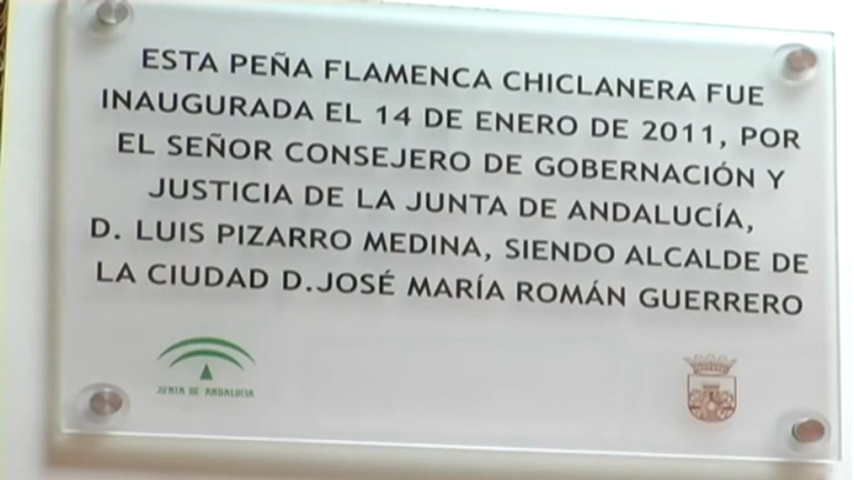 ESTA PEÑA FLAMENCA CHICLANERA FUE
INAUGURADA EL 14 DE ENERO DE 2011, POR
EL SEÑOR CONSEJERO DE GOBERNACIÓN Y
JUSTICIA DE LA JUNTA DE ANDALUCÍA,
D. LUIS PIZARRO MEDINA, SIENDO ALCALDE DE
LA CIUDAD D.JOSÉ MARÍA ROMÁN GUERRERO
JUNTA DE ANDALUCIA